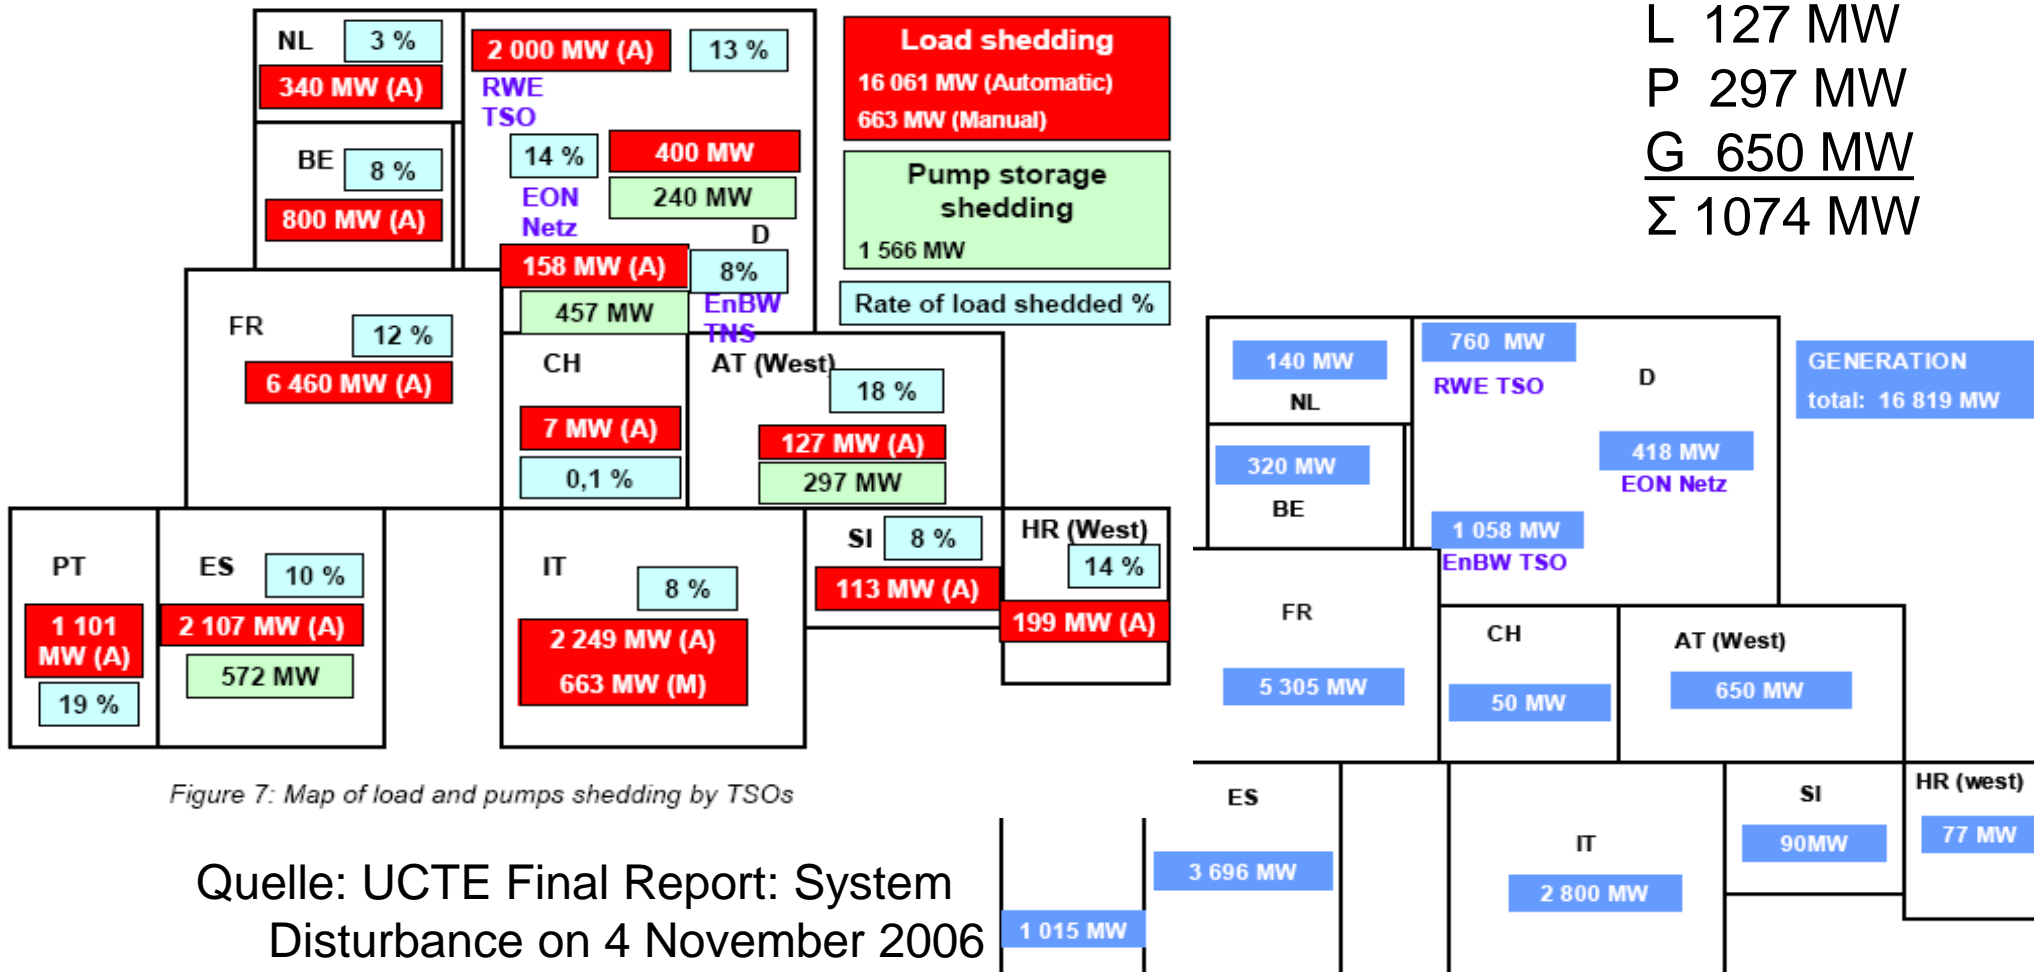 NL
3 %
340 MW (A)
2 000 MW (A)
13 %
RWE
TSO
BE
8 %
800 MW (A)
14 %
400 MW
240 MW
EON
Netz
D
158 MW (A)
8%
457 MW
EnBW
TNS
Load shedding
16 061 MW (Automatic)
663 MW (Manual)
Pump storage
shedding
1 566 MW
Rate of load shedded %
FR
12 %
6 460 MW (A)
CH
7 MW (A)
0,1 %
AT (West)
18 %
127 MW (A)
297 MW
PT
1 101
MW (A)
19 %
ES
10 %
2 107 MW (A)
572 MW
IT
8 %
2 249 MW (A)
663 MW (M)
SI
8 %
113 MW (A)
HR (West)
14 %
199 MW (A)
Figure 7: Map of load and pumps shedding by TSOs
Quelle: UCTE Final Report: System
Disturbance on 4 November 2006
L 127 MW
P 297 MW
G 650 MW
Σ 1074 MW
140 MW
NL
760 MW
RWE TSO
D
GENERATION
total: 16 819 MW
320 MW
BE
418 MW
EON Netz
1 058 MW
EnBW TSO
FR
5 305 MW
CH
50 MW
AT (West)
650 MW
ES
3 696 MW
1 015 MW
IT
2 800 MW
SI
90MW
HR (west)
77 MW